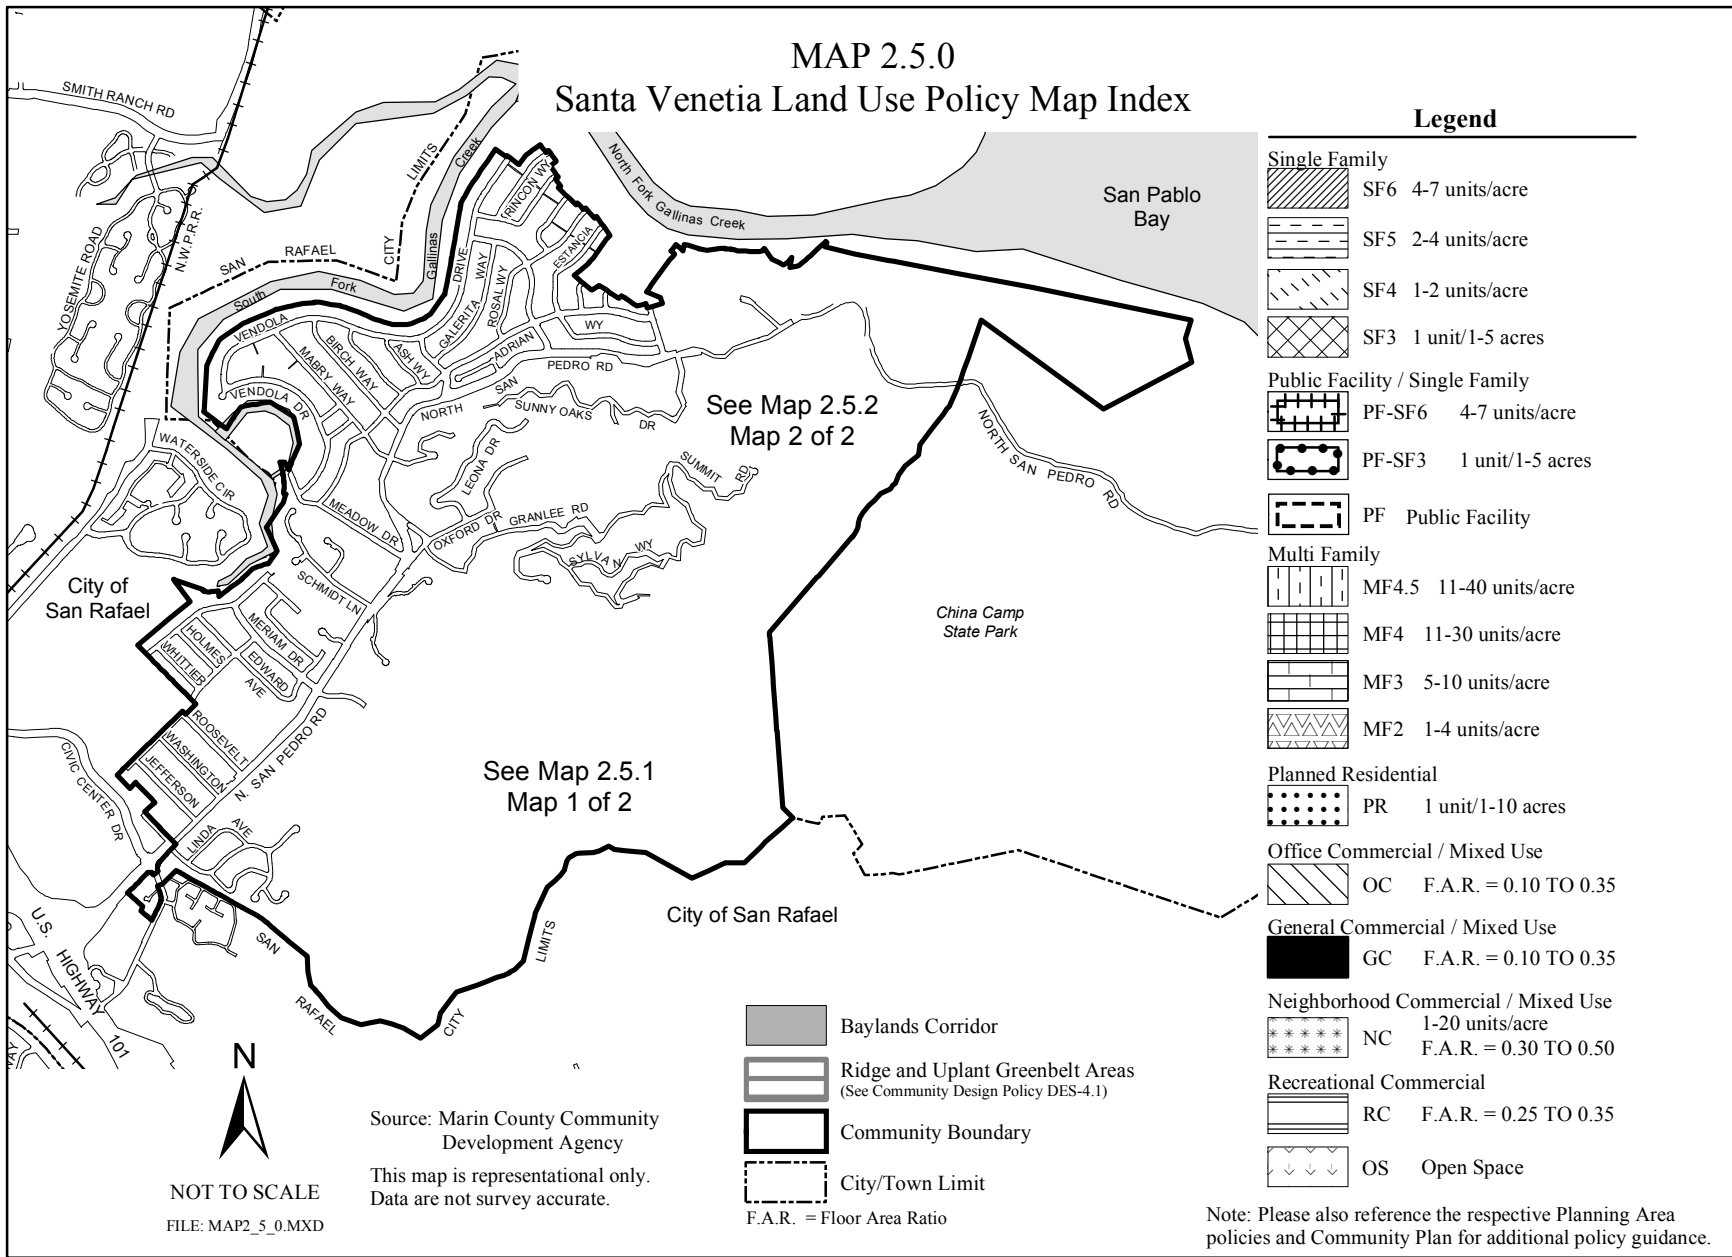 MAP 2.5.0
Santa Venetia Land Use Policy Map Index
SMITH RANCH RD
YOSEMITE ROAD
N.W.P.R.R.
SAN
RAFAEL
CITY
LIMITS
South
Fork
Gallinas
Creek
North Fork Gallinas Creek
San Pablo
Bay
RINCON WY
ESTANCIA
DRIVE
VENDOLA
GALERITA
WAY
ROSAL WY
WY
ADRIAN
ASH WY
BIRCH WAY
MABRY WAY
VENDOLA DR
NORTH
SAN
PEDRO RD
SUNNY OAKS
DR
See Map 2.5.2
Map 2 of 2
NORTH SAN PEDRO RD
WATERSIDE CIR
LEONA DR
SUMMIT
RD
MEADOW DR
OXFORD DR
GRANLEE RD
SYLVAN WY
SCHMIDT LN
City of
San Rafael
MERIAM DR
HOLMES
EDWARD
AVE
WHITTIER
China Camp
State Park
ROOSEVELT
WASHINGTON
JEFFERSON
N. SAN PEDRO RD
CIVIC CENTER DR
LINDA
AVE
See Map 2.5.1
Map 1 of 2
City of San Rafael
SAN
RAFAEL
CITY
LIMITS
U.S.
HIGHWAY
101
WAY
N
NOT TO SCALE
FILE: MAP2_5_0.MXD
Source: Marin County Community
Development Agency
This map is representational only.
Data are not survey accurate.
Baylands Corridor
Ridge and Uplant Greenbelt Areas
(See Community Design Policy DES-4.1)
Community Boundary
City/Town Limit
F.A.R. = Floor Area Ratio
Legend
Single Family
SF6 4-7 units/acre
SF5 2-4 units/acre
SF4 1-2 units/acre
SF3 1 unit/1-5 acres
Public Facility / Single Family
PF-SF6 4-7 units/acre
PF-SF3 1 unit/1-5 acres
PF Public Facility
Multi Family
MF4.5 11-40 units/acre
MF4 11-30 units/acre
MF3 5-10 units/acre
MF2 1-4 units/acre
Planned Residential
PR 1 unit/1-10 acres
Office Commercial / Mixed Use
OC F.A.R. = 0.10 TO 0.35
General Commercial / Mixed Use
GC F.A.R. = 0.10 TO 0.35
Neighborhood Commercial / Mixed Use
1-20 units/acre
NC F.A.R. = 0.30 TO 0.50
Recreational Commercial
RC F.A.R. = 0.25 TO 0.35
OS Open Space
Note: Please also reference the respective Planning Area
policies and Community Plan for additional policy guidance.